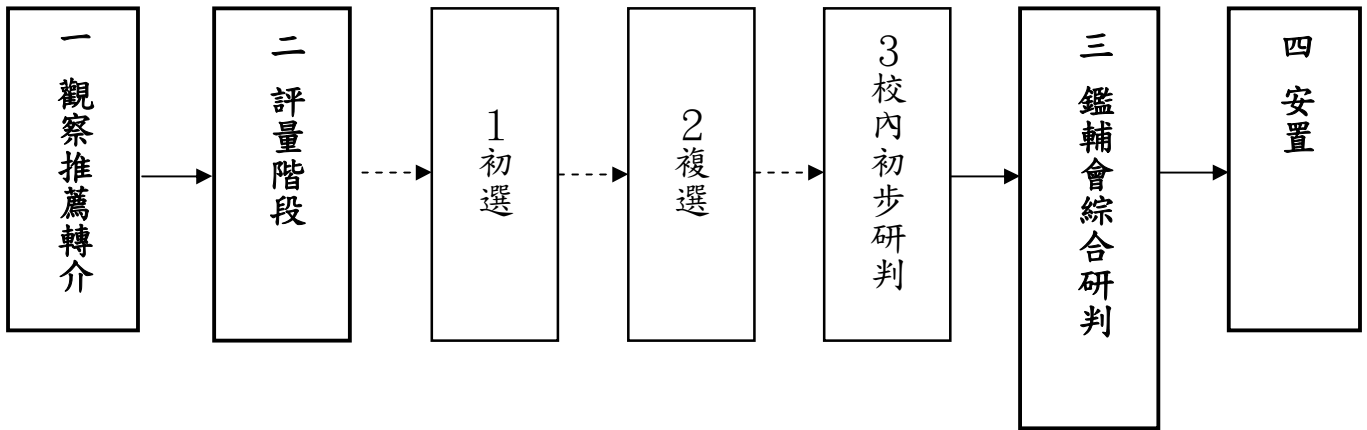 一 觀察推薦轉介
二 評量階段
1初選
2複選
3校內初步研判
三 鑑輔會綜合研判
四 安置